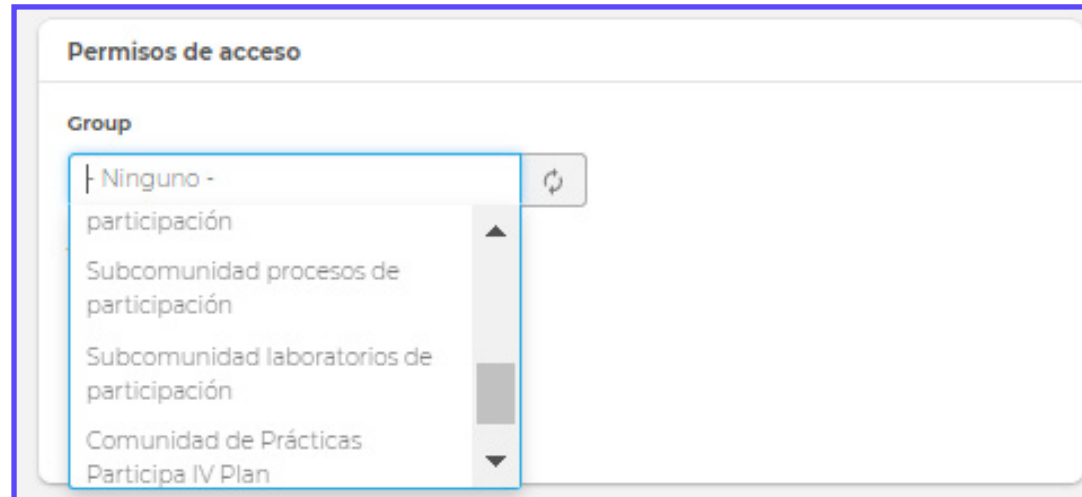 Permisos de acceso
Group
- Ninguno -
participación
Subcomunidad procesos de
participación
Subcomunidad laboratorios de
participación
Comunidad de Prácticas
Participa IV Plan